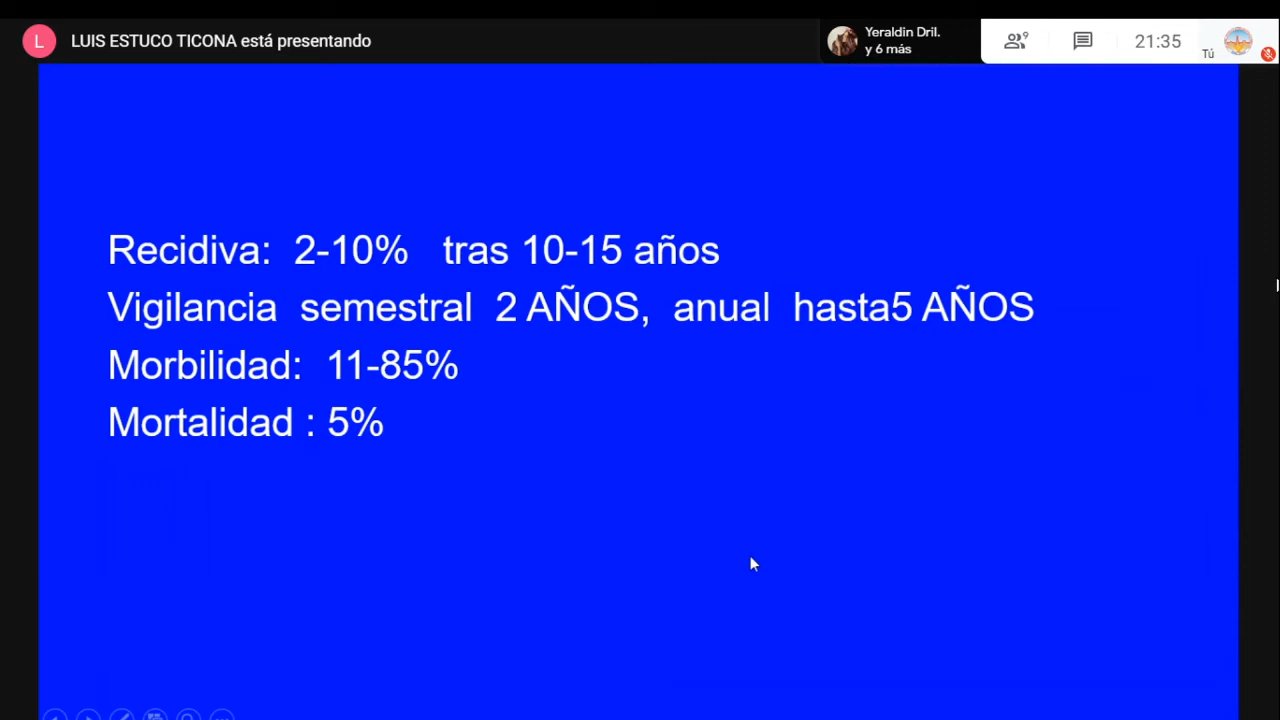 L LUIS ESTUCO TICONA está presentando
Yeraldin Dril.
y 6 más
9
21:35
Tú
Recidiva: 2-10% tras 10-15 años
Vigilancia semestral 2 AÑOS, anual hasta5 AÑOS
Morbilidad: 11-85%
Mortalidad : 5%